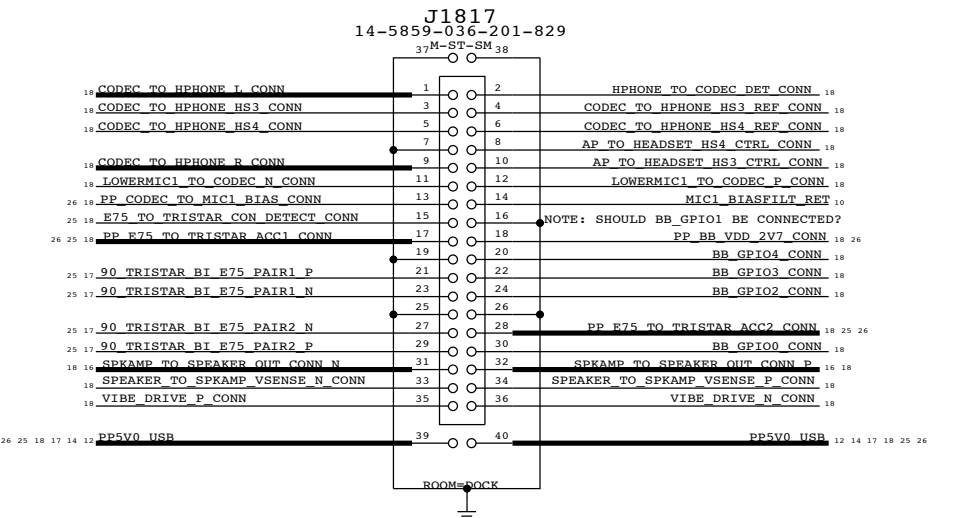 J1817
14-5859-036-201-829
M-ST-SM
37 38
18 CODEC_TO_HPHONE_L_CONN 1 2 HPHONE_TO_CODEC_DET_CONN 18
18 CODEC_TO_HPHONE_HS3_CONN 3 4 CODEC_TO_HPHONE_HS3_REF_CONN 18
18 CODEC_TO_HPHONE_HS4_CONN 5 6 CODEC_TO_HPHONE_HS4_REF_CONN 18
7 8 AP_TO_HEADSET_HS4_CTRL_CONN 18
18 CODEC_TO_HPHONE_R_CONN 9 10 AP_TO_HEADSET_HS3_CTRL_CONN 18
18 LOWERMIC1_TO_CODEC_N_CONN 11 12 LOWERMIC1_TO_CODEC_P_CONN 18
26 18 PP_CODEC_TO_MIC1_BIAS_CONN 13 14 MIC1_BIASFILT_RET 10
25 18 E75_TO_TRISTAR_CON_DETECT_CONN 15 16 NOTE: SHOULD BB_GPIO1 BE CONNECTED?
26 25 18 PP_E75_TO_TRISTAR_ACC1_CONN 17 18 PP_BB_VDD_2V7_CONN 18 26
19 20 BB_GPIO4_CONN 18
25 17 90_TRISTAR_BI_E75_PAIR1_P 21 22 BB_GPIO3_CONN 18
25 17 90_TRISTAR_BI_E75_PAIR1_N 23 24 BB_GPIO2_CONN 18
25 26
25 17 90_TRISTAR_BI_E75_PAIR2_N 27 28 PP_E75_TO_TRISTAR_ACC2_CONN 18 25 26
25 17 90_TRISTAR_BI_E75_PAIR2_P 29 30 BB_GPIO0_CONN 18
18 16 SPKAMP_TO_SPEAKER_OUT_CONN_N 31 32 SPKAMP_TO_SPEAKER_OUT_CONN_P 16 18
18 SPEAKER_TO_SPKAMP_VSENSE_N_CONN 33 34 SPEAKER_TO_SPKAMP_VSENSE_P_CONN 18
18 VIBE_DRIVE_P_CONN 35 36 VIBE_DRIVE_N_CONN 18
26 25 18 17 14 12 PP5V0_USB 39 40 PP5V0_USB 12 14 17 18 25 26
ROOM=DOCK